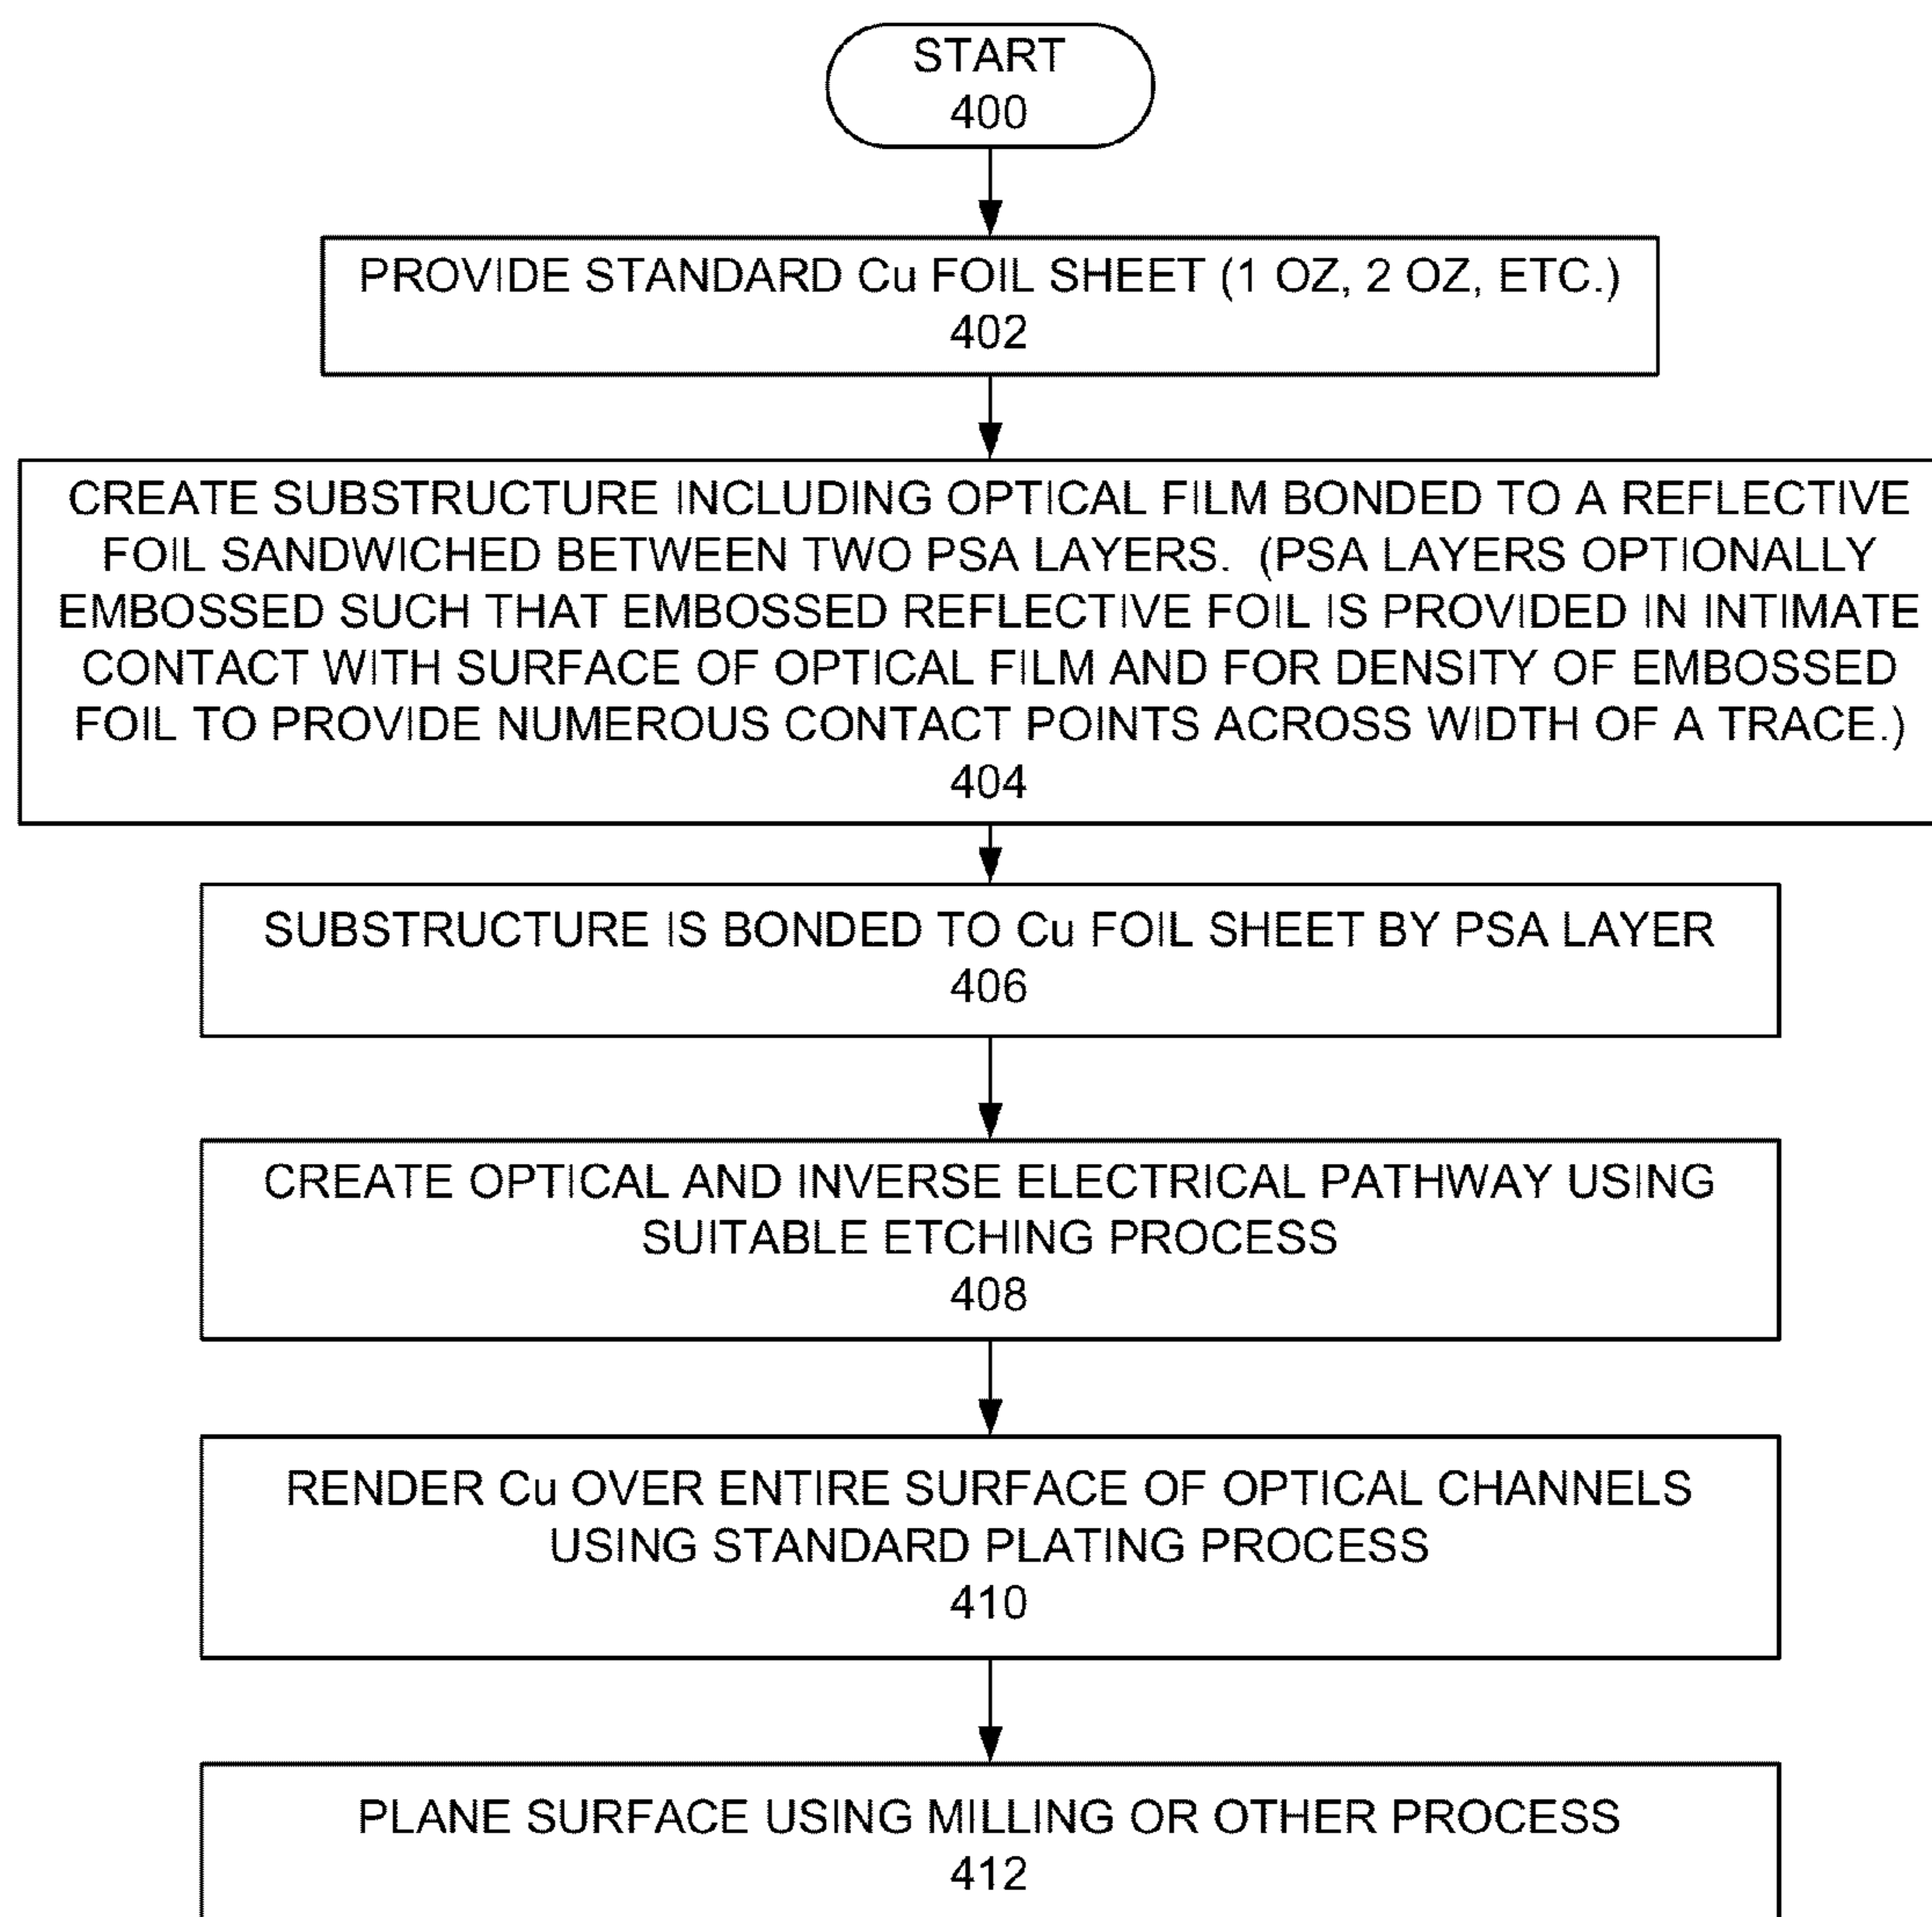 START
400
PROVIDE STANDARD Cu FOIL SHEET (1 OZ, 2 OZ, ETC.)
402
CREATE SUBSTRUCTURE INCLUDING OPTICAL FILM BONDED TO A REFLECTIVE
FOIL SANDWICHED BETWEEN TWO PSA LAYERS. (PSA LAYERS OPTIONALLY
EMBOSSED SUCH THAT EMBOSSED REFLECTIVE FOIL IS PROVIDED IN INTIMATE
CONTACT WITH SURFACE OF OPTICAL FILM AND FOR DENSITY OF EMBOSSED
FOIL TO PROVIDE NUMEROUS CONTACT POINTS ACROSS WIDTH OF A TRACE.)
404
SUBSTRUCTURE IS BONDED TO Cu FOIL SHEET BY PSA LAYER
406
CREATE OPTICAL AND INVERSE ELECTRICAL PATHWAY USING
SUITABLE ETCHING PROCESS
408
RENDER Cu OVER ENTIRE SURFACE OF OPTICAL CHANNELS
USING STANDARD PLATING PROCESS
410
PLANE SURFACE USING MILLING OR OTHER PROCESS
412